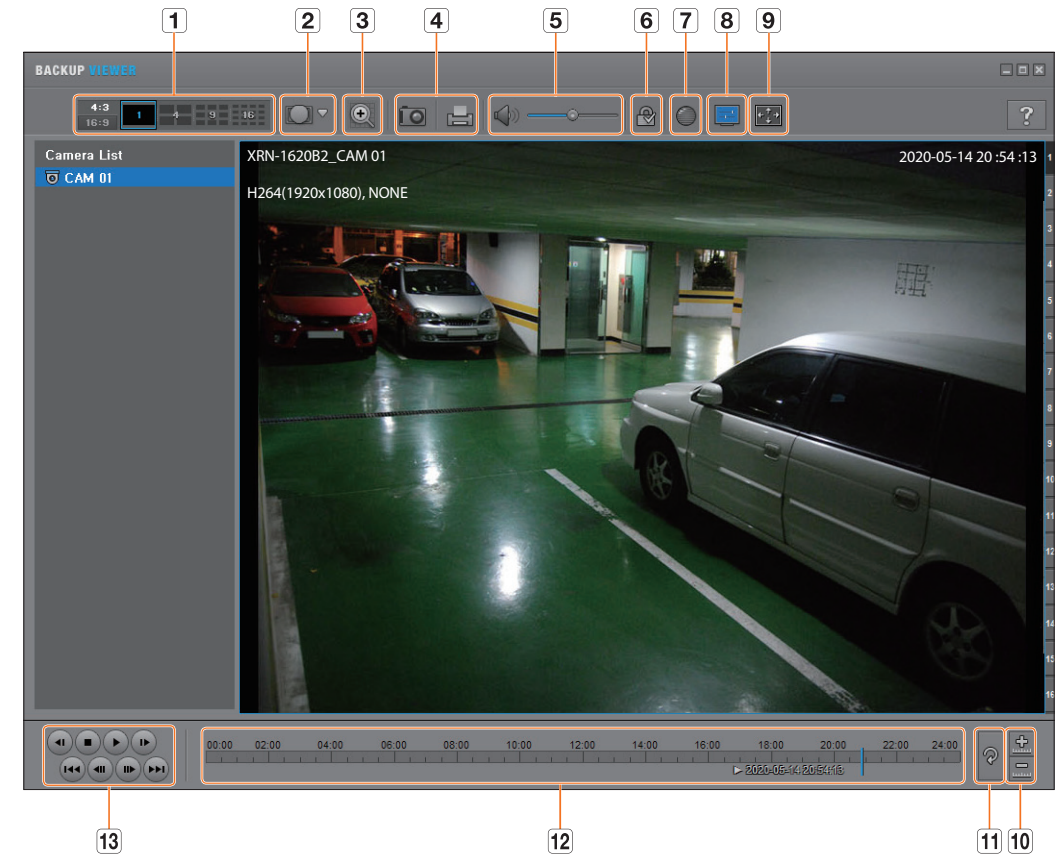 1 2 3 4 5 6 7 8 9
BACKUP VIEWER
4:3
16:9
1 4 9 16
?
Camera List
CAM 01
XRN-1620B2_CAM 01
2020-05-14 20 :54 :13
H264(1920x1080), NONE
1
2
3
4
5
6
7
8
9
10
11
12
13
14
15
16
00:00 02:00 04:00 06:00 08:00 10:00 12:00 14:00 16:00 18:00 20:00 22:00 24:00
2020-05-14 20:54:13
13 12 11 10